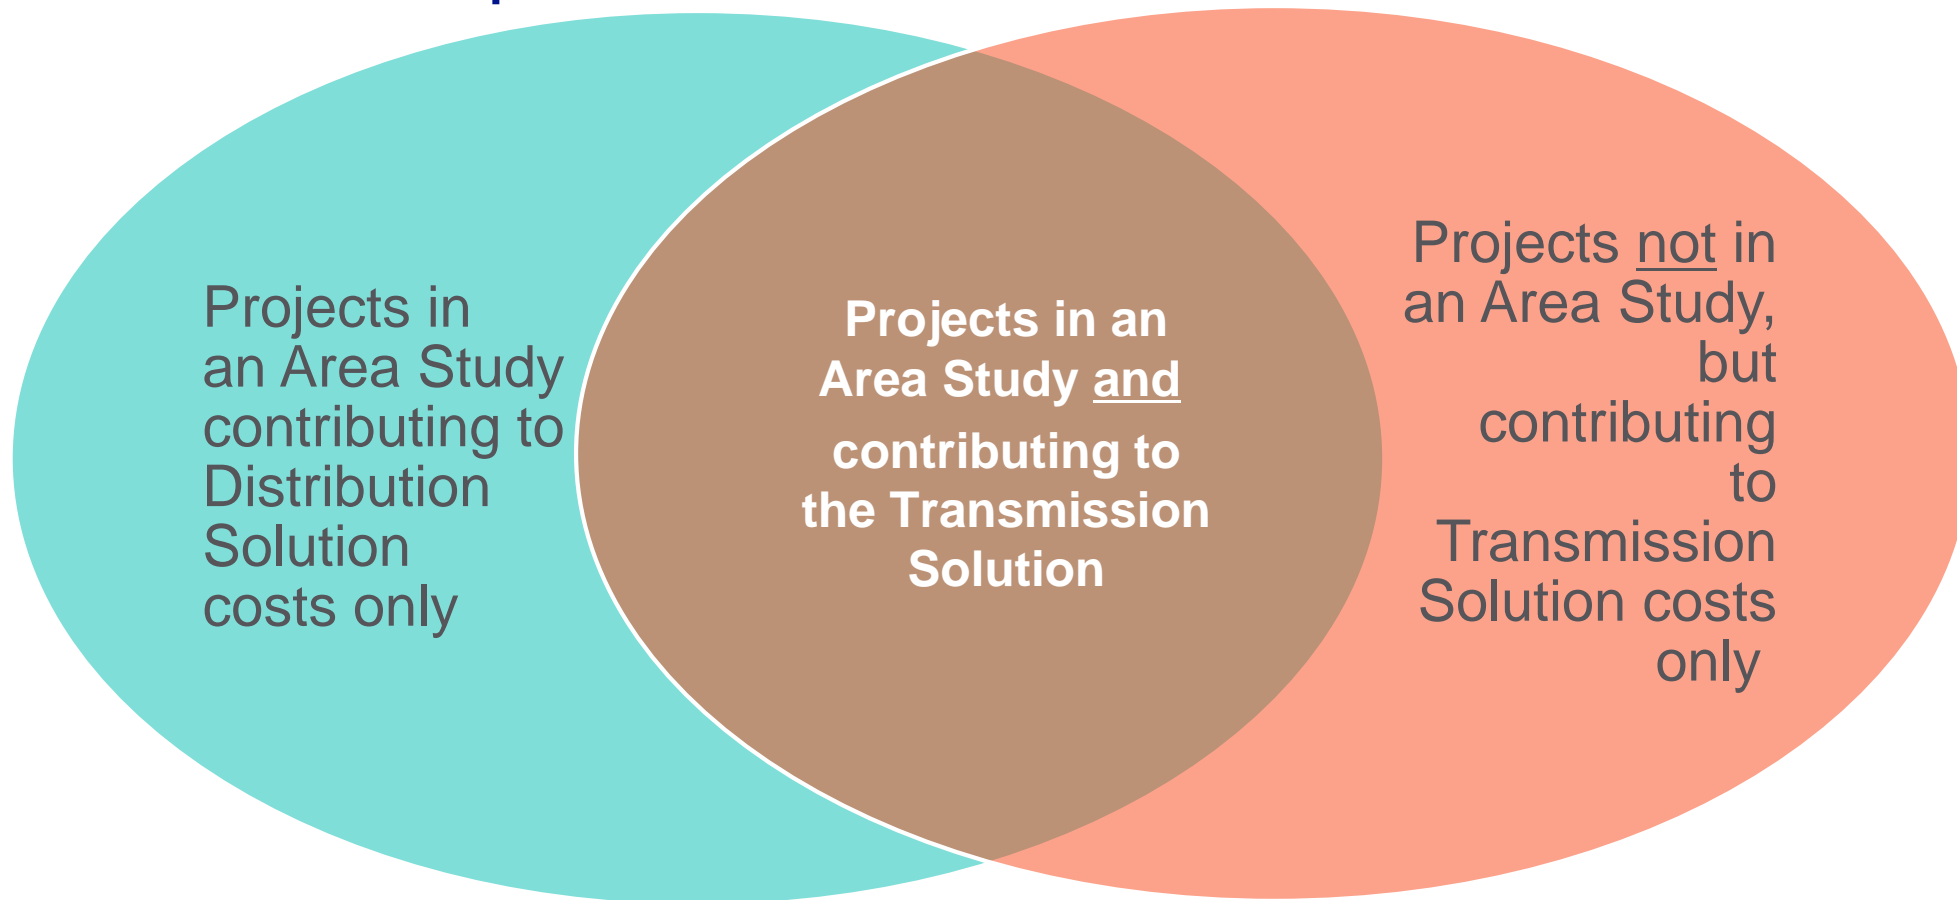 Projects in
an Area Study
contributing to
Distribution
Solution
costs only
Projects in an
Area Study and
contributing to
the Transmission
Solution
Projects not in
an Area Study,
but
contributing
to
Transmission
Solution costs
only